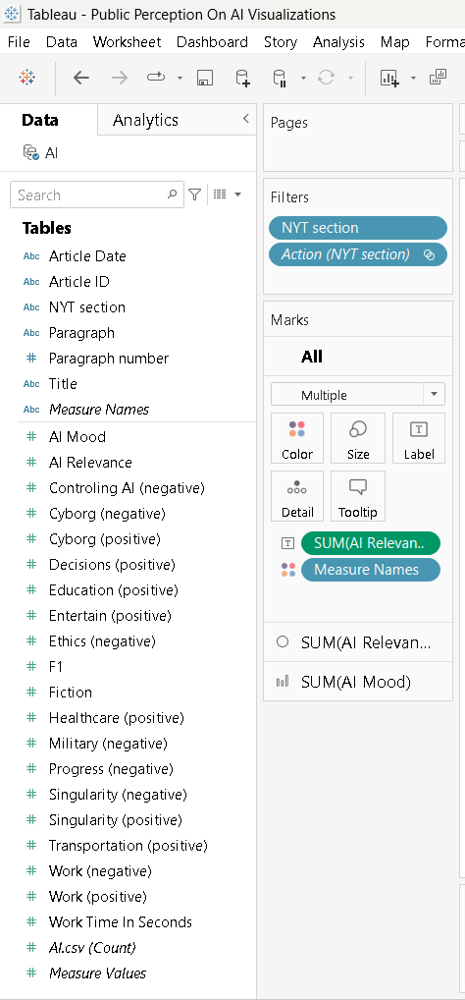 Tableau - Public Perception On AI Visualizations
File Data Worksheet Dashboard Story Analysis Map Forma
Data Analytics
AI
Search
Tables
Abc Article Date
Abc Article ID
Abc NYT section
Abc Paragraph
# Paragraph number
Abc Title
Abc Measure Names
# AI Mood
# AI Relevance
# Controling AI (negative)
# Cyborg (negative)
# Cyborg (positive)
# Decisions (positive)
# Education (positive)
# Entertain (positive)
# Ethics (negative)
# F1
# Fiction
# Healthcare (positive)
# Military (negative)
# Progress (negative)
# Singularity (negative)
# Singularity (positive)
# Transportation (positive)
# Work (negative)
# Work (positive)
# Work Time In Seconds
# AI.csv (Count)
# Measure Values
Pages
Filters
NYT section
Action (NYT section)
Marks
All
Multiple
Color Size Label
Detail Tooltip
SUM(AI Relevan..
Measure Names
SUM(AI Relevan...
SUM(AI Mood)